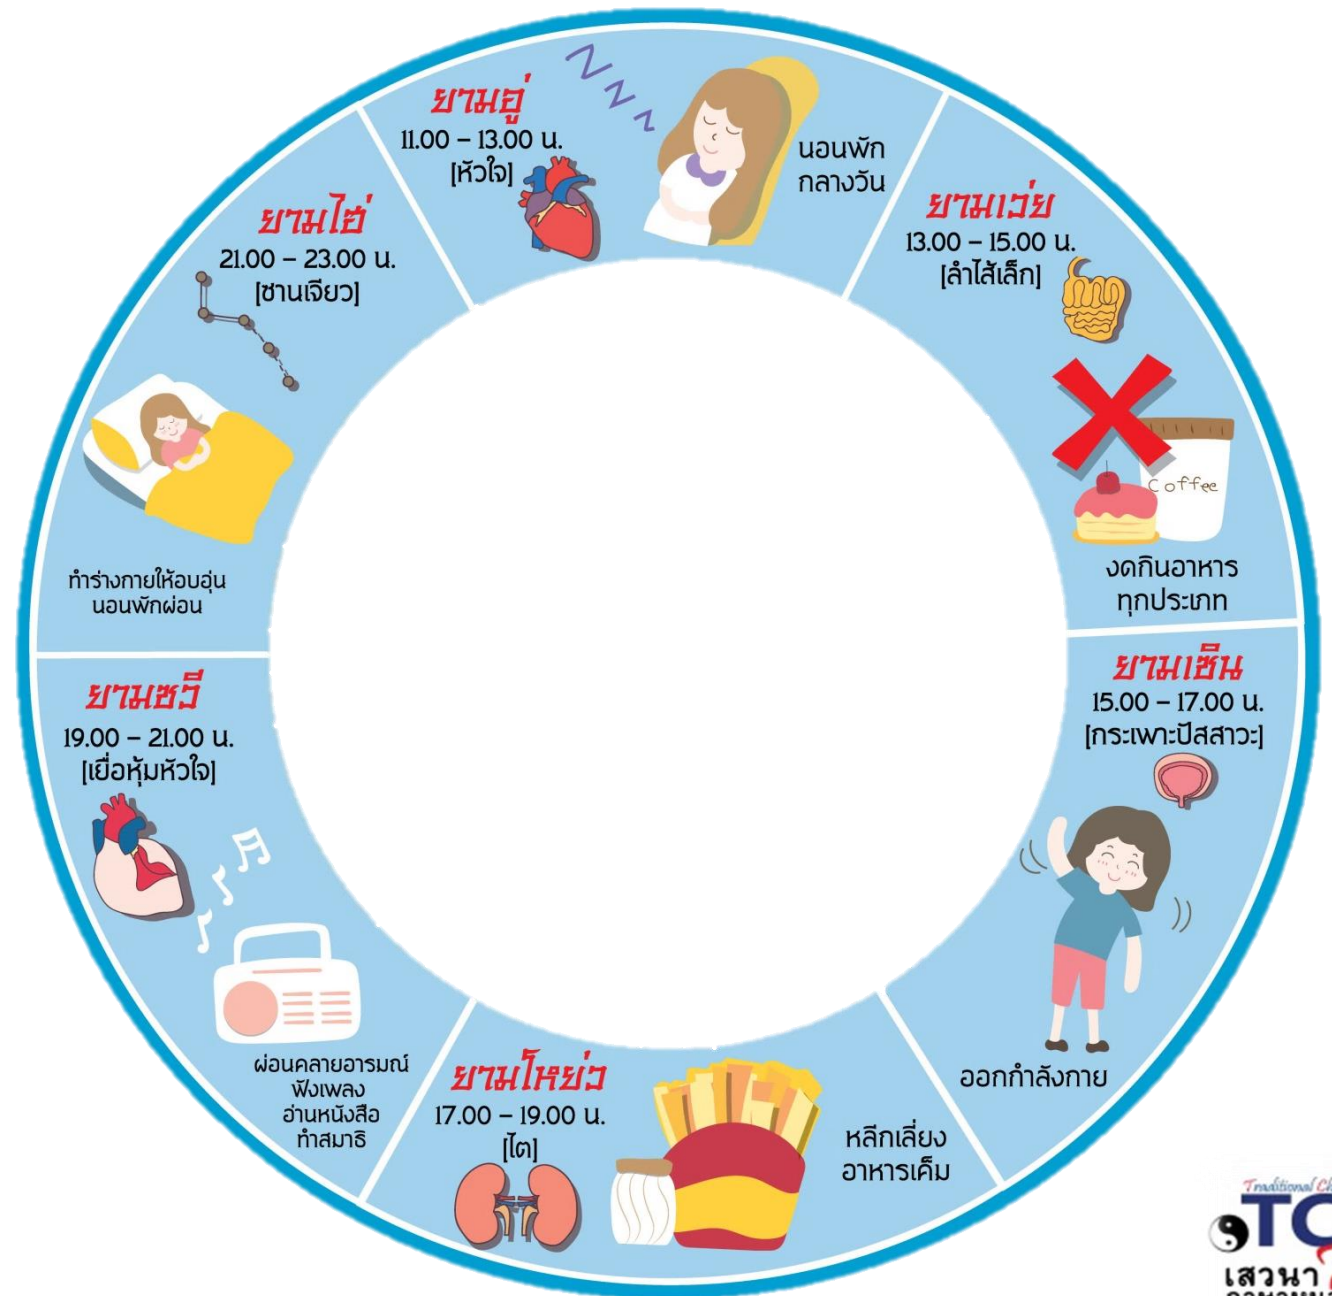 ยามอู่
11.00 – 13.00 น.
[หัวใจ]
นอนพัก
กลางวัน
ยามเว่ย
13.00 – 15.00 น.
[ลำไส้เล็ก]
Coffee
งดกินอาหาร
ทุกประเภท
ยามเซิน
15.00 – 17.00 น.
[กระเพาะปัสสาวะ]
ออกกำลังกาย
ยามโหย่ว
17.00 – 19.00 น.
[ไต]
หลีกเลี่ยง
อาหารเค็ม
ยามซวี
19.00 – 21.00 น.
[เยื่อหุ้มหัวใจ]
ผ่อนคลายอารมณ์
ฟังเพลง
อ่านหนังสือ
ทำสมาธิ
ยามไฮ่
21.00 – 23.00 น.
[ซานเจียว]
ทำร่างกายให้อบอุ่น
นอนพักผ่อน
Traditional
TC
เสวนา